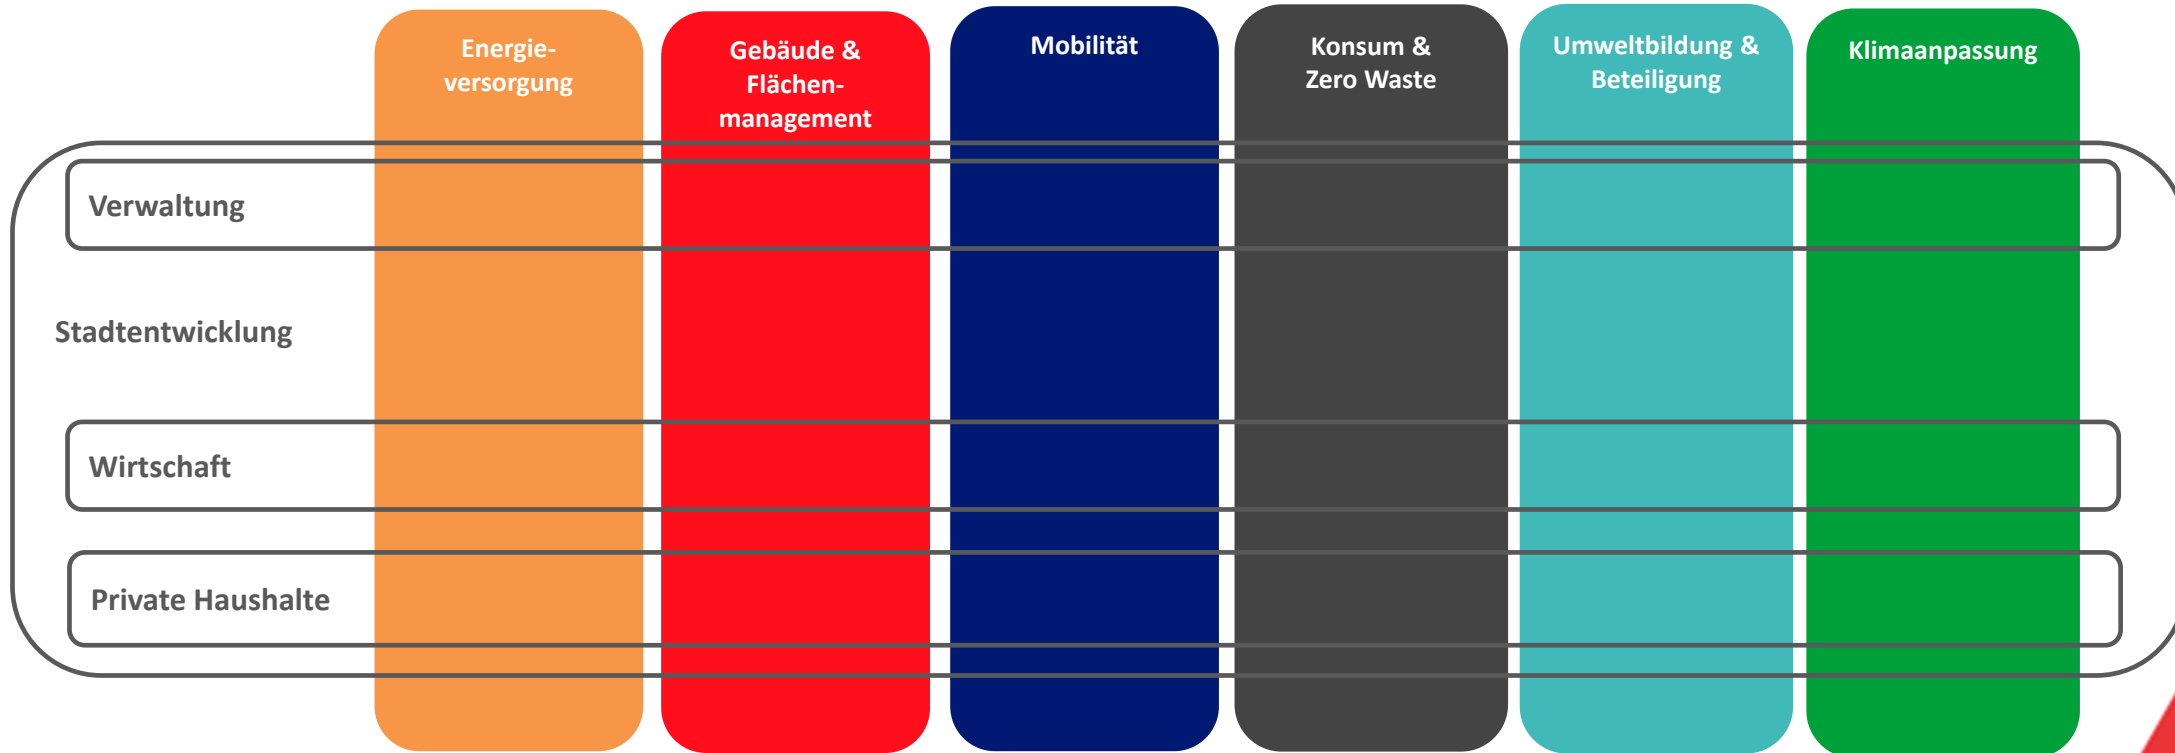 Energie-
versorgung
Gebäude &
Flächen-
management
Mobilität
Konsum &
Zero Waste
Umweltbildung &
Beteiligung
Klimaanpassung
Verwaltung
Stadtentwicklung
Wirtschaft
Private Haushalte